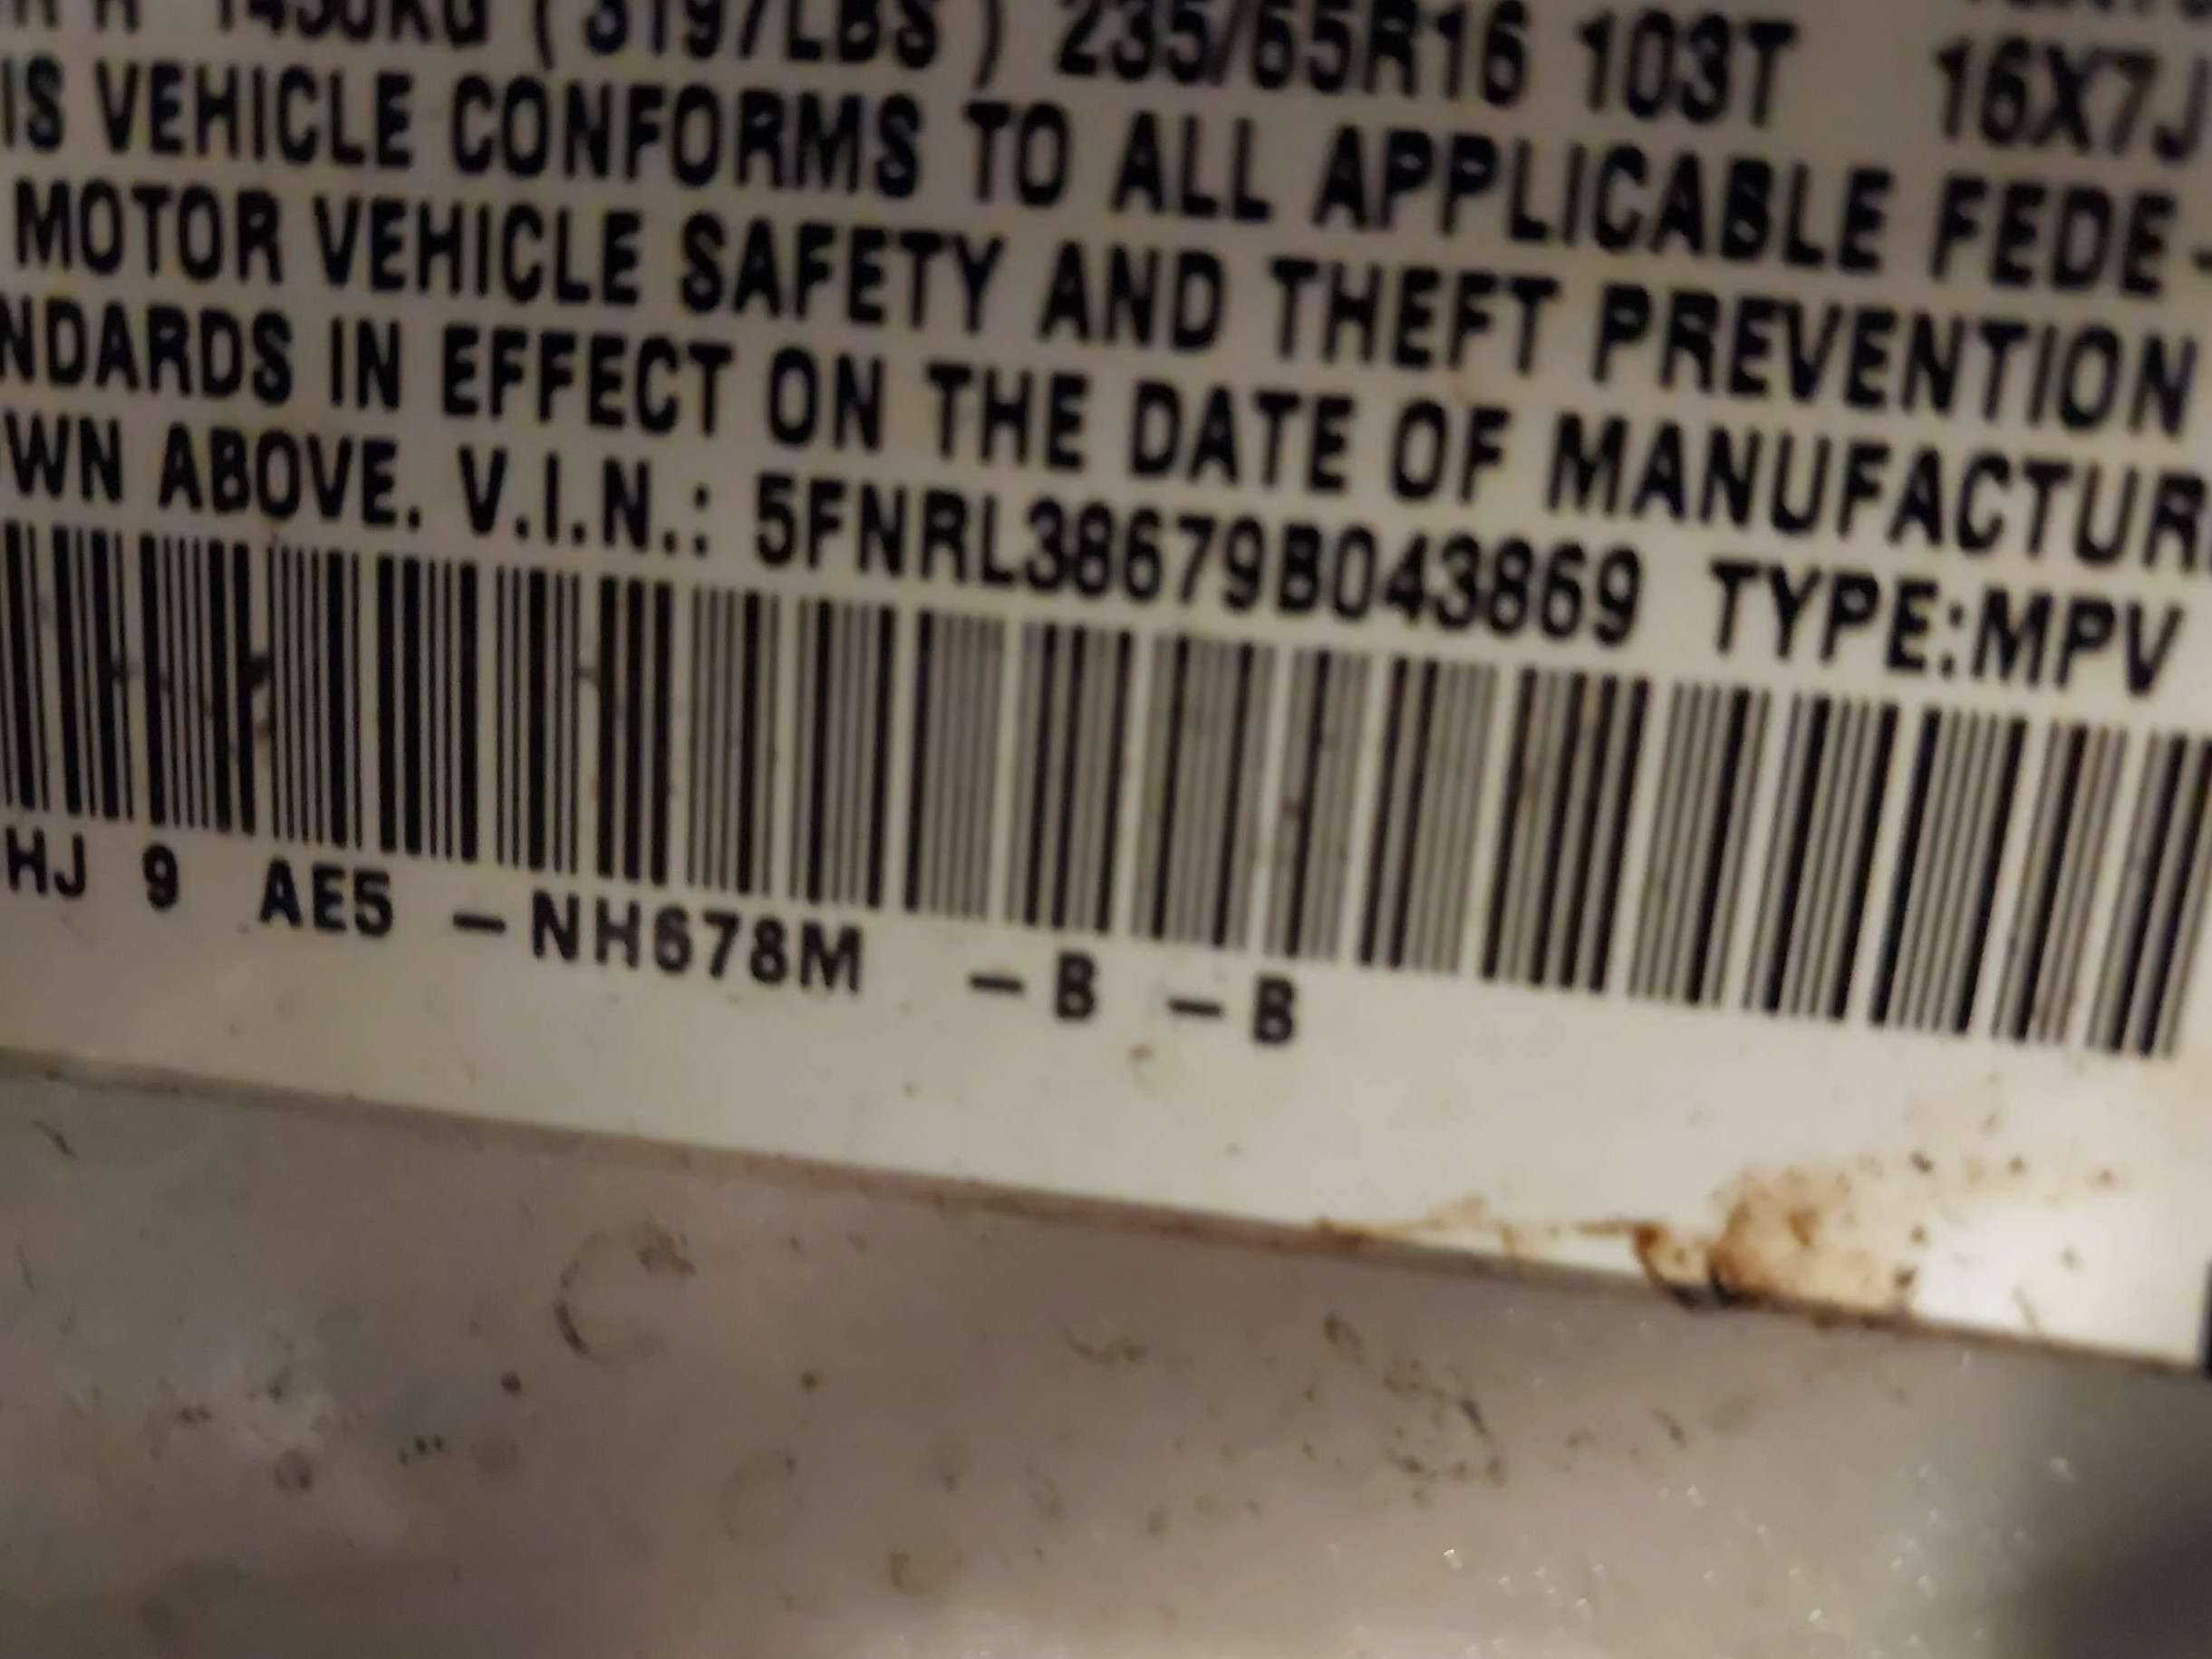 1450KG ( 3197LBS ) 235/65R16 103T 16X7J
IS VEHICLE CONFORMS TO ALL APPLICABLE FEDE-
MOTOR VEHICLE SAFETY AND THEFT PREVENTION
NDARDS IN EFFECT ON THE DATE OF MANUFACTUR
WN ABOVE. V.I.N.: 5FNRL38679B043869 TYPE:MPV
HJ 9 AE5 -NH678M -B -B